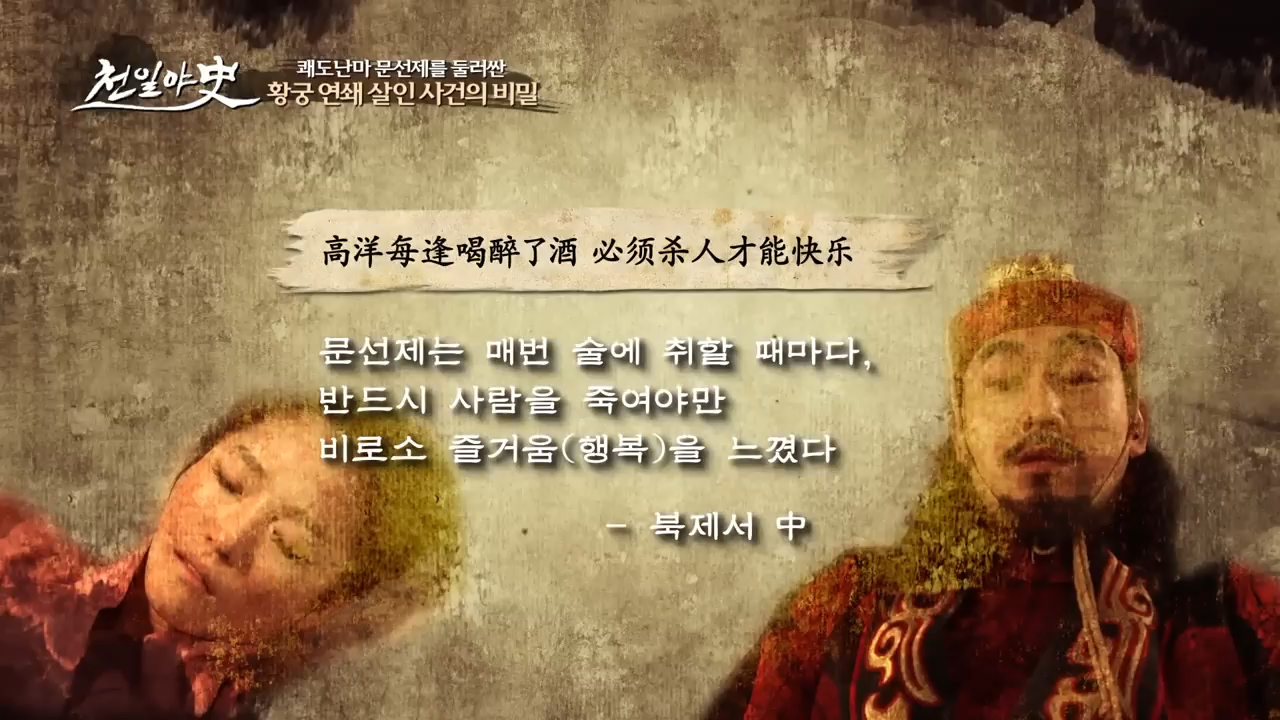 천일야史
쾌도난마 문선제를 둘러싼
황궁 연쇄 살인 사건의 비밀
高洋每逢喝醉了酒 必须杀人才能快乐
문선제는 매번 술에 취할 때마다,
반드시 사람을 죽여야만
비로소 즐거움(행복)을 느꼈다
- 북제서 中